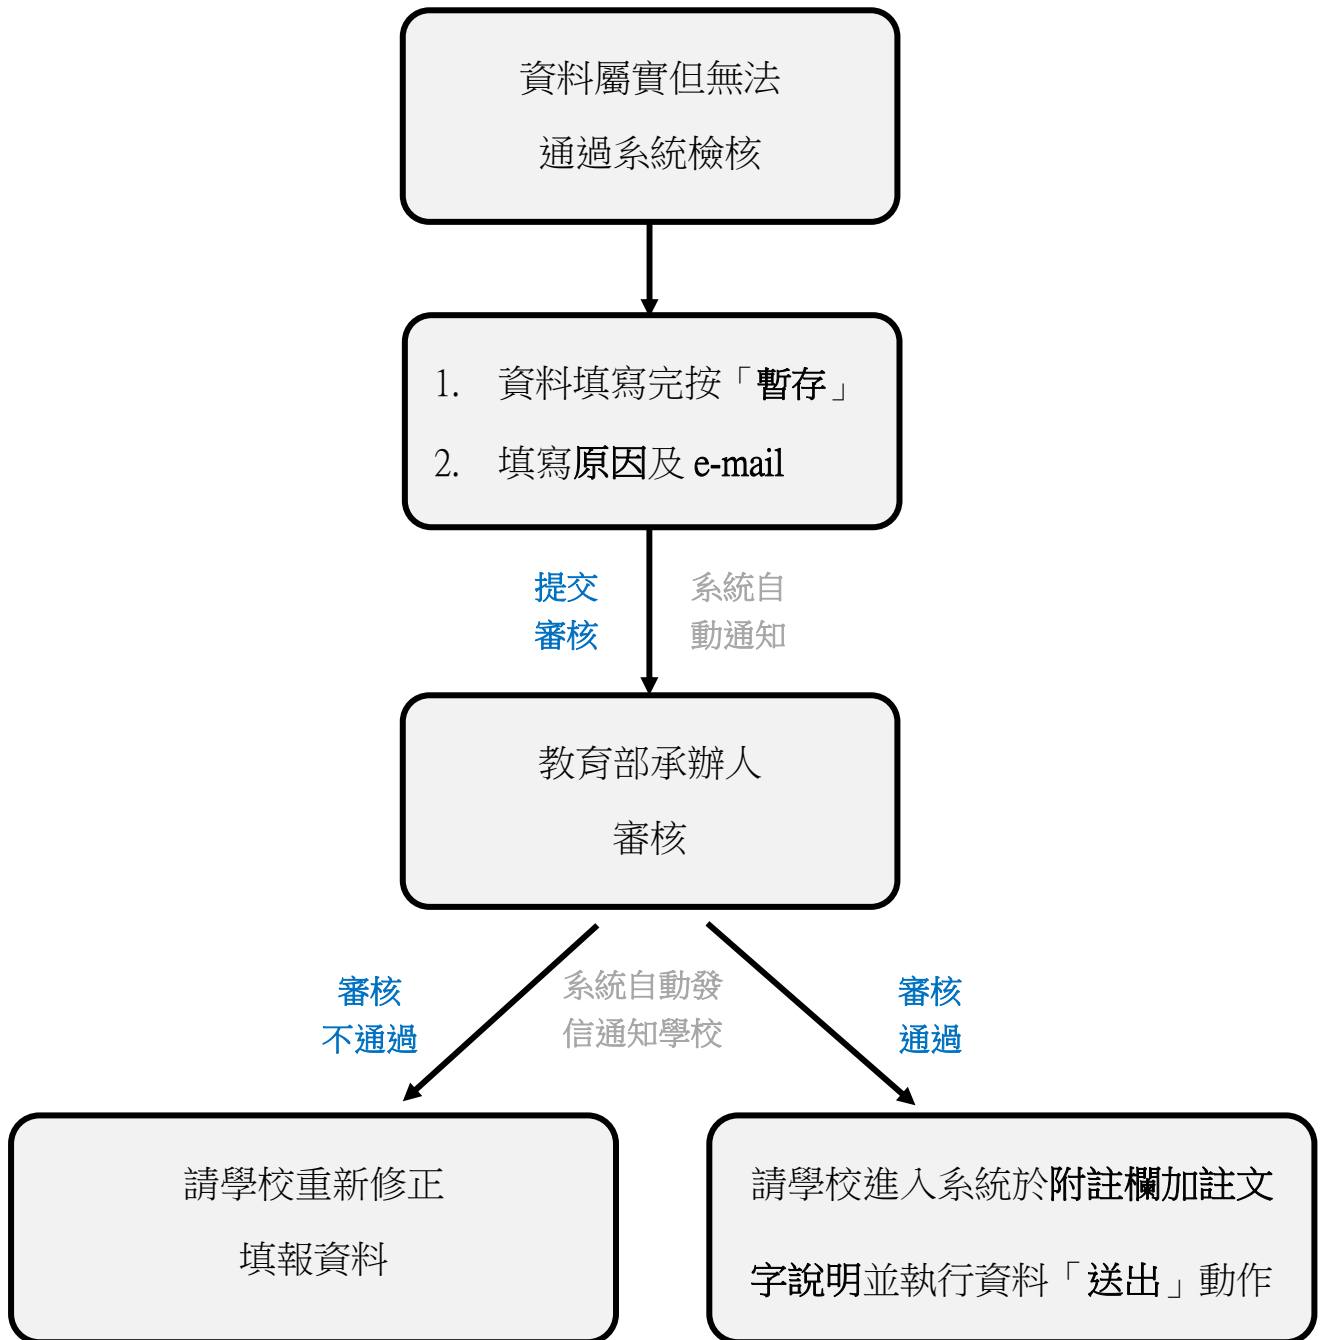 資料屬實但無法
通過系統檢核
1. 資料填寫完按「暫存」
2. 填寫原因及 e-mail
提交
審核
系統自
動通知
教育部承辦人
審核
審核
不通過
系統自動發
信通知學校
審核
通過
請學校重新修正
填報資料
請學校進入系統於附註欄加註文
字說明並執行資料「送出」動作